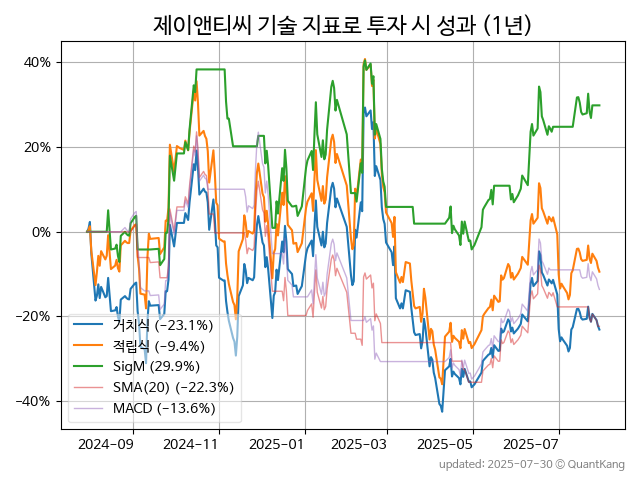 제이앤티씨 기술 지표로 투자 시 성과 (1년)
40%
20%
0%
−20%
−40%
거치식 (−23.1%)
적립식 (−9.4%)
SigM (29.9%)
SMA(20) (−22.3%)
MACD (−13.6%)
2024-09 2024-11 2025-01 2025-03 2025-05 2025-07
updated: 2025-07-30 © QuantKang